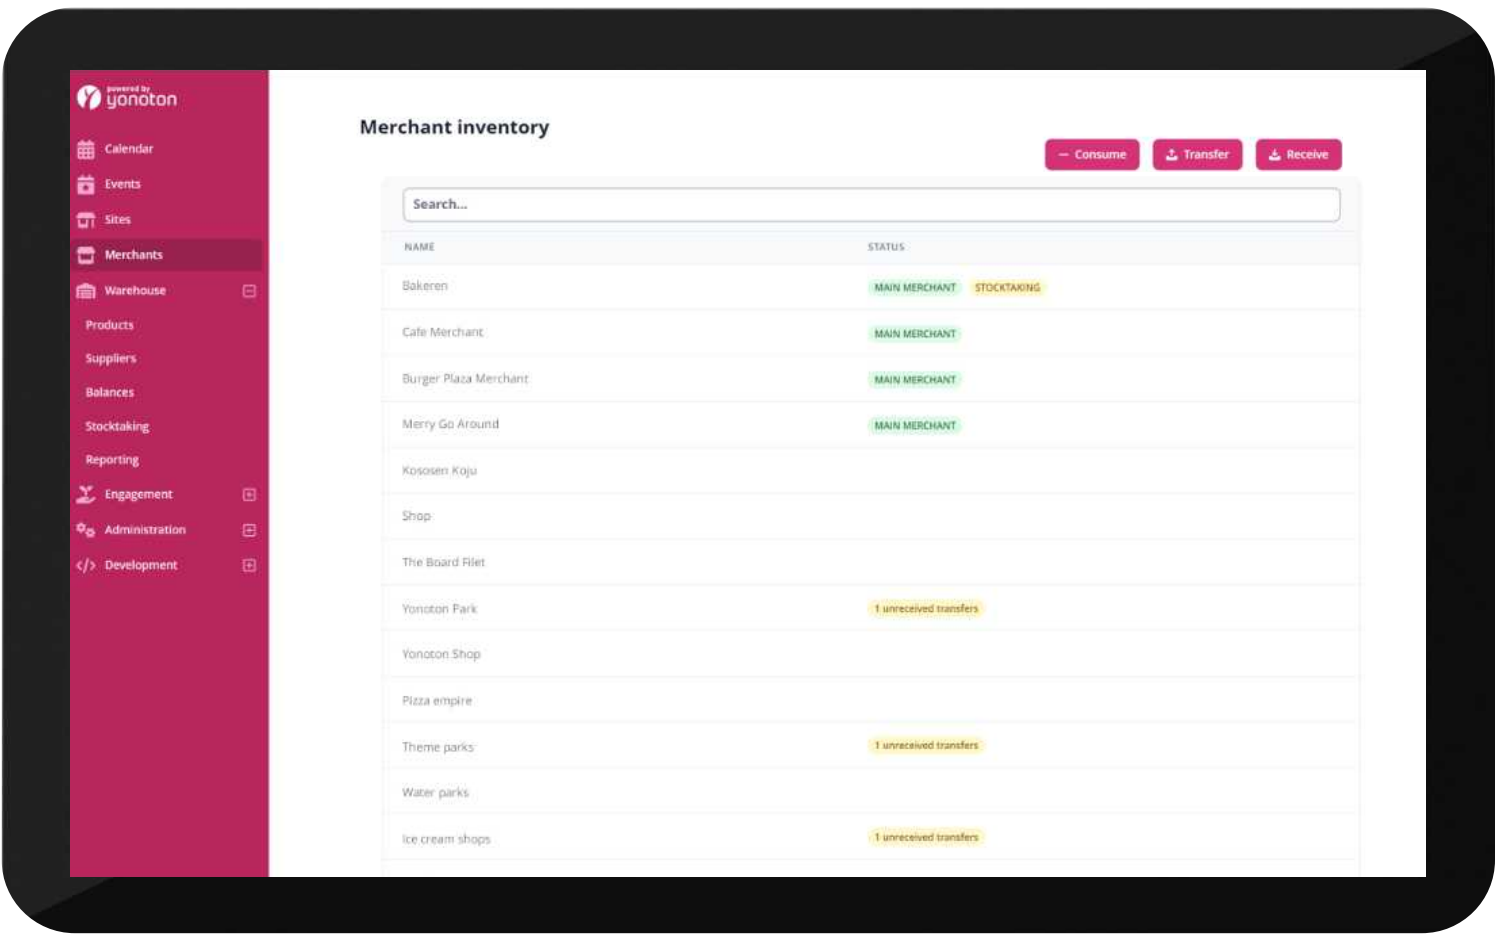 powered by
yonoton
Calendar
Events
Sites
Merchants
Warehouse
Products
Suppliers
Balances
Stocktaking
Reporting
Engagement
Administration
Development
Merchant inventory
Consume Transfer Receive
Search...
NAME STATUS
Bakeren MAIN MERCHANT STOCKTAKING
Cafe Merchant MAIN MERCHANT
Burger Plaza Merchant MAIN MERCHANT
Merry Go Around MAIN MERCHANT
Kososen Koju
Shop
The Board Filet
Yonoton Park 1 unreceived transfers
Yonoton Shop
Pizza empire
Theme parks 1 unreceived transfers
Water parks
Ice cream shops 1 unreceived transfers